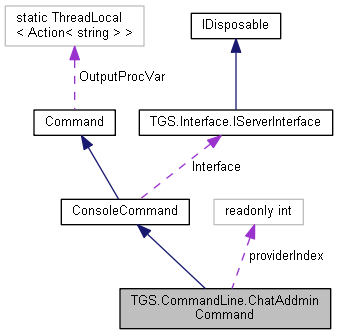 static ThreadLocal
< Action< string > >
IDisposable
OutputProcVar
Command
TGS.Interface.IServerInterface
Interface
ConsoleCommand
readonly int
providerIndex
TGS.CommandLine.ChatAddmin
Command